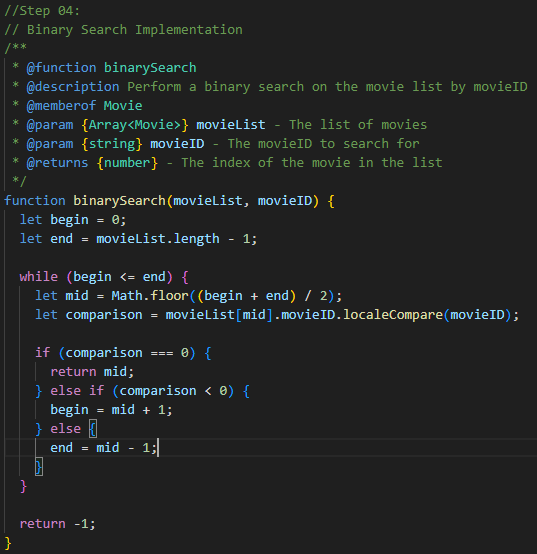 //Step 04:
// Binary Search Implementation
/**
 * @function binarySearch
 * @description Perform a binary search on the movie list by movieID
 * @memberof Movie
 * @param {Array<Movie>} movieList - The list of movies
 * @param {string} movieID - The movieID to search for
 * @returns {number} - The index of the movie in the list
 */
function binarySearch(movieList, movieID) {
  let begin = 0;
  let end = movieList.length - 1;

  while (begin <= end) {
    let mid = Math.floor((begin + end) / 2);
    let comparison = movieList[mid].movieID.localeCompare(movieID);

    if (comparison === 0) {
      return mid;
    } else if (comparison < 0) {
      begin = mid + 1;
    } else {
      end = mid - 1;
    }
  }

  return -1;
}